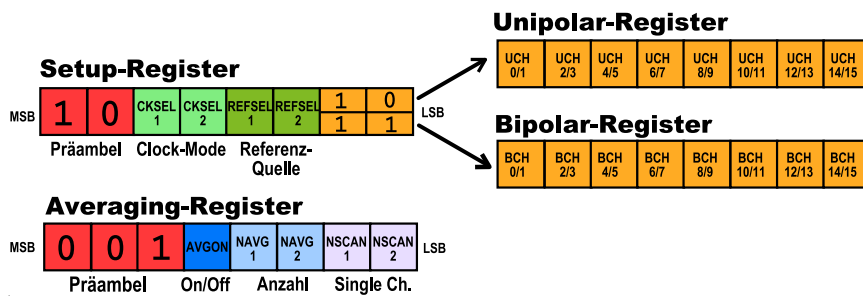 Unipolar-Register
UCH 0/1 UCH 2/3 UCH 4/5 UCH 6/7 UCH 8/9 UCH 10/11 UCH 12/13 UCH 14/15
Setup-Register
MSB 1 0 CKSEL 1 CKSEL 2 REFSEL 1 REFSEL 2 1 0 LSB
1 1
Präambel Clock-Mode Referenz-
Quelle
Bipolar-Register
BCH 0/1 BCH 2/3 BCH 4/5 BCH 6/7 BCH 8/9 BCH 10/11 BCH 12/13 BCH 14/15
Averaging-Register
MSB 0 0 1 AVGON NAVG 1 NAVG 2 NSCAN 1 NSCAN 2 LSB
Präambel On/Off Anzahl Single Ch.